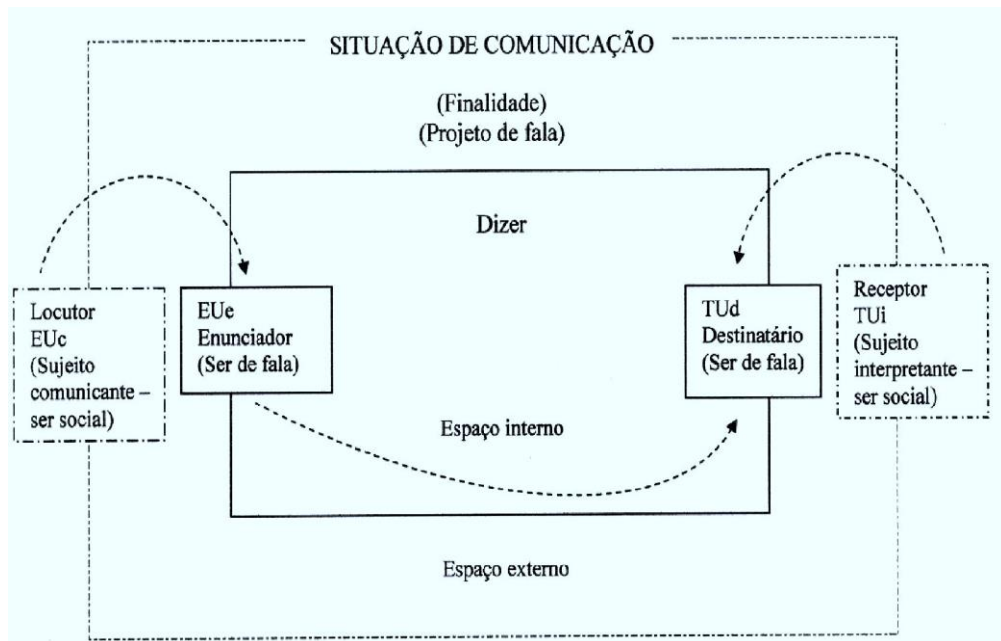 SITUAÇÃO DE COMUNICAÇÃO
(Finalidade)
(Projeto de fala)
Dizer
Locutor
EUc
(Sujeito
comunicante –
ser social)
EUe
Enunciador
(Ser de fala)
TUd
Destinatário
(Ser de fala)
Receptor
TUi
(Sujeito
interpretante –
ser social)
Espaço interno
Espaço externo